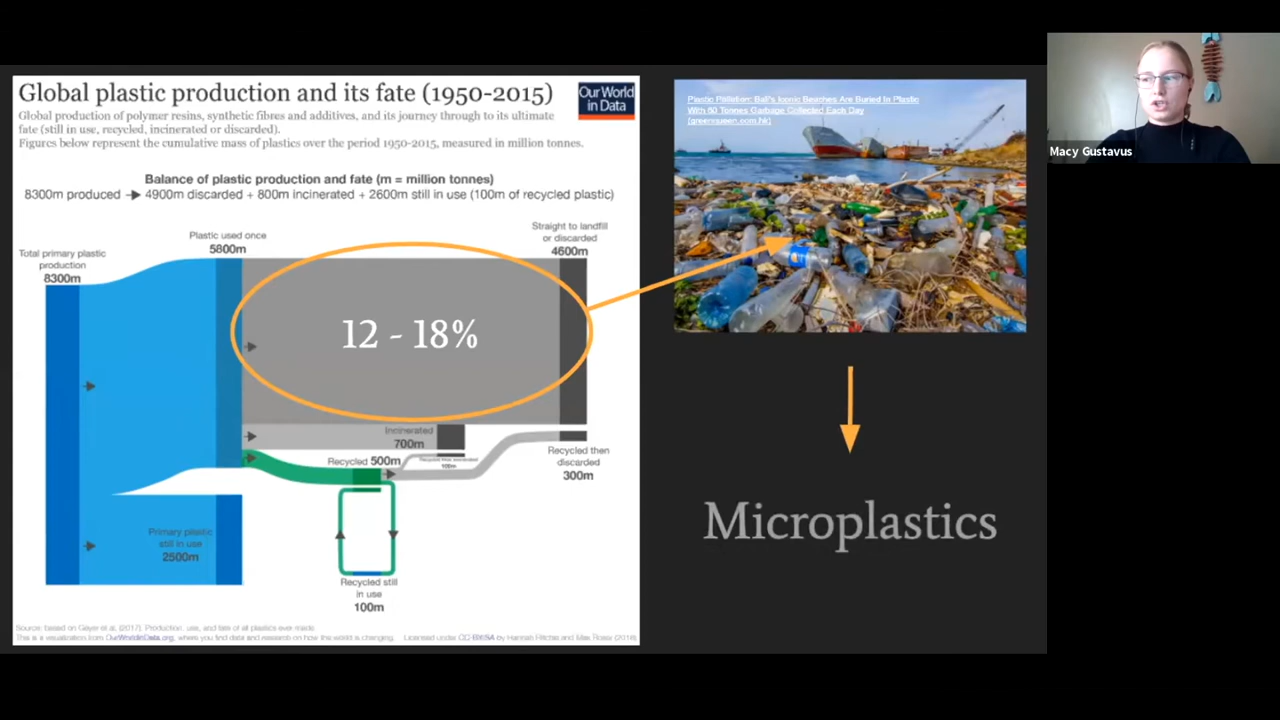 Global plastic production and its fate (1950-2015)
Our World
in Data
Global production of polymer resins, synthetic fibres and additives, and its journey through to its ultimate
fate (still in use, recycled, incinerated or discarded).
Figures below represent the cumulative mass of plastics over the period 1950-2015, measured in million tonnes.
Balance of plastic production and fate (m = million tonnes)
8300m produced → 4900m discarded + 800m incinerated + 2600m still in use (100m of recycled plastic)
Total primary plastic
production
8300m
Plastic used once
5800m
Straight to landfill
or discarded
4600m
12 - 18%
Incinerated
700m
Recycled 500m
Recycled then incinerated
100m
Recycled then
discarded
300m
Primary plastic
still in use
2500m
Recycled still
in use
100m
Source: based on Geyer et al. (2017). Production, use, and fate of all plastics ever made.
This is a visualization from OurWorldinData.org, where you find data and research on how the world is changing.
Licensed under CC-BY-SA by Hannah Ritchie and Max Roser (2018)
Plastic Pollution: Bali's Iconic Beaches Are Buried In Plastic
With 60 Tonnes Garbage Collected Each Day
(greenqueen.com.hk)
Microplastics
Macy Gustavus